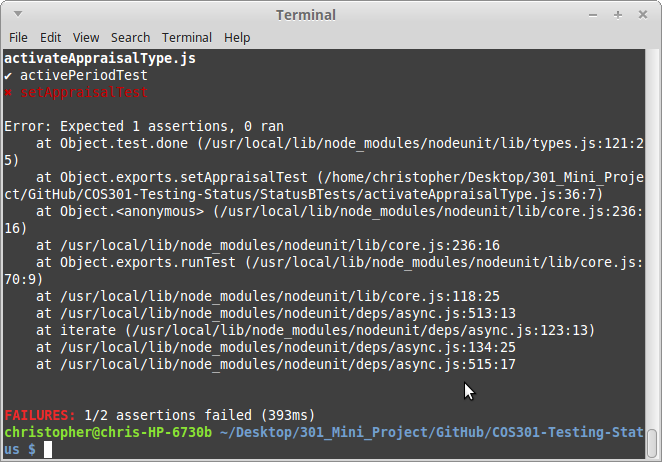 Terminal
File Edit View Search Terminal Help
activateAppraisalType.js
✔ activePeriodTest
✖ setAppraisalTest
Error: Expected 1 assertions, 0 ran
    at Object.test.done (/usr/local/lib/node_modules/nodeunit/lib/types.js:121:2
5)
    at Object.exports.setAppraisalTest (/home/christopher/Desktop/301_Mini_Proje
ct/GitHub/COS301-Testing-Status/StatusBTests/activateAppraisalType.js:36:7)
    at Object.<anonymous> (/usr/local/lib/node_modules/nodeunit/lib/core.js:236:
16)
    at /usr/local/lib/node_modules/nodeunit/lib/core.js:236:16
    at Object.exports.runTest (/usr/local/lib/node_modules/nodeunit/lib/core.js:
70:9)
    at /usr/local/lib/node_modules/nodeunit/lib/core.js:118:25
    at /usr/local/lib/node_modules/nodeunit/deps/async.js:513:13
    at iterate (/usr/local/lib/node_modules/nodeunit/deps/async.js:123:13)
    at /usr/local/lib/node_modules/nodeunit/deps/async.js:134:25
    at /usr/local/lib/node_modules/nodeunit/deps/async.js:515:17
FAILURES: 1/2 assertions failed (393ms)
christopher@chris-HP-6730b ~/Desktop/301_Mini_Project/GitHub/COS301-Testing-Stat
us $